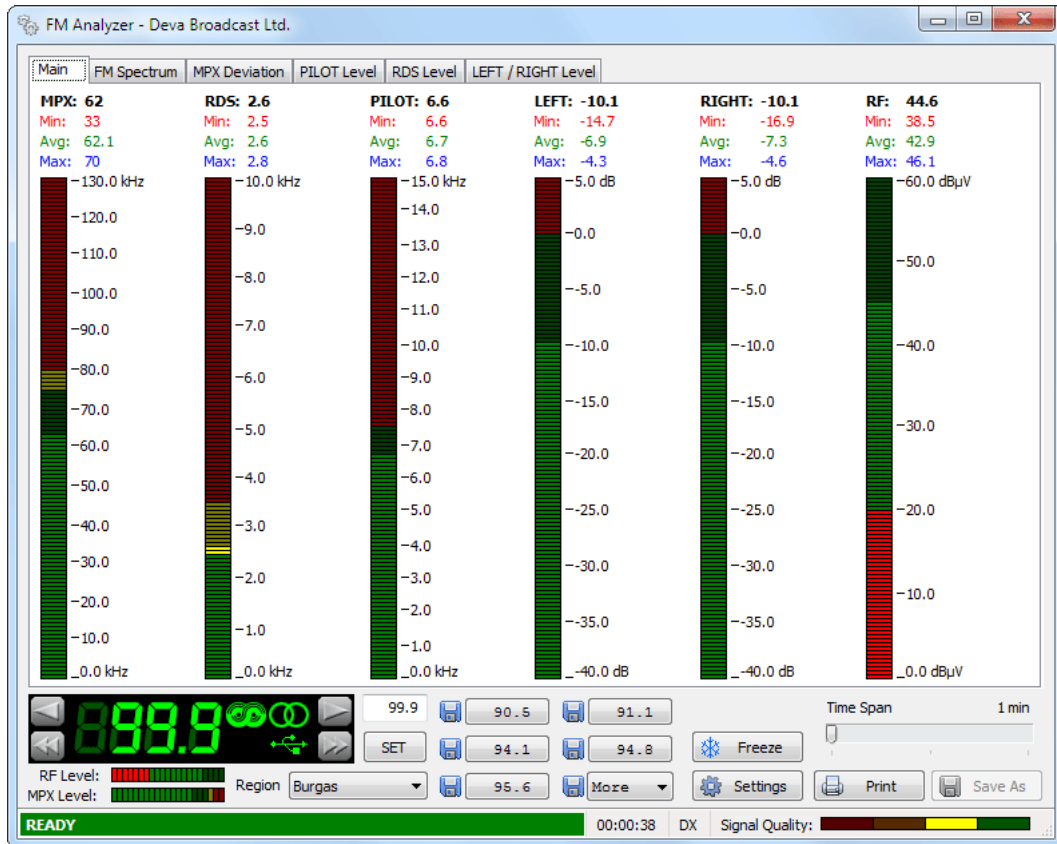 FM Analyzer - Deva Broadcast Ltd.
Main FM Spectrum MPX Deviation PILOT Level RDS Level LEFT / RIGHT Level
MPX: 62 RDS: 2.6 PILOT: 6.6 LEFT: -10.1 RIGHT: -10.1 RF: 44.6
Min: 33 Min: 2.5 Min: 6.6 Min: -14.7 Min: -16.9 Min: 38.5
Avg: 62.1 Avg: 2.6 Avg: 6.7 Avg: -6.9 Avg: -7.3 Avg: 42.9
Max: 70 Max: 2.8 Max: 6.8 Max: -4.3 Max: -4.6 Max: 46.1
130.0 kHz
120.0
110.0
100.0
90.0
80.0
70.0
60.0
50.0
40.0
30.0
20.0
10.0
0.0 kHz
10.0 kHz
9.0
8.0
7.0
6.0
5.0
4.0
3.0
2.0
1.0
0.0 kHz
15.0 kHz
14.0
13.0
12.0
11.0
10.0
9.0
8.0
7.0
6.0
5.0
4.0
3.0
2.0
1.0
0.0 kHz
5.0 dB
0.0
-5.0
-10.0
-15.0
-20.0
-25.0
-30.0
-35.0
-40.0 dB
5.0 dB
0.0
-5.0
-10.0
-15.0
-20.0
-25.0
-30.0
-35.0
-40.0 dB
60.0 dBµV
50.0
40.0
30.0
20.0
10.0
0.0 dBµV
99.9 99.9 90.5 91.1 Time Span 1 min
SET 94.1 94.8 Freeze
RF Level:
MPX Level:
Region Burgas 95.6 More Settings Print Save As
READY 00:00:38 DX Signal Quality: